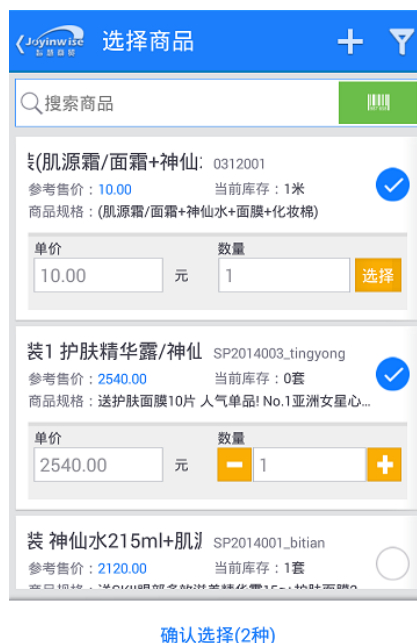 Joyinwise 选择商品
搜索商品
装(肌源霜/面霜+神仙 0312001
参考售价：10.00 当前库存：1米
商品规格：(肌源霜/面霜+神仙水+面膜+化妆棉)
单价 数量
10.00 元 1 选择
装1 护肤精华露/神仙 SP2014003_tingyong
参考售价：2540.00 当前库存：0套
商品规格：送护肤面膜10片 人气单品! No.1亚洲女星心...
单价 数量
2540.00 元 - 1 +
装 神仙水215ml+肌 SP2014001_bitian
参考售价：2120.00 当前库存：1套
确认选择(2种)